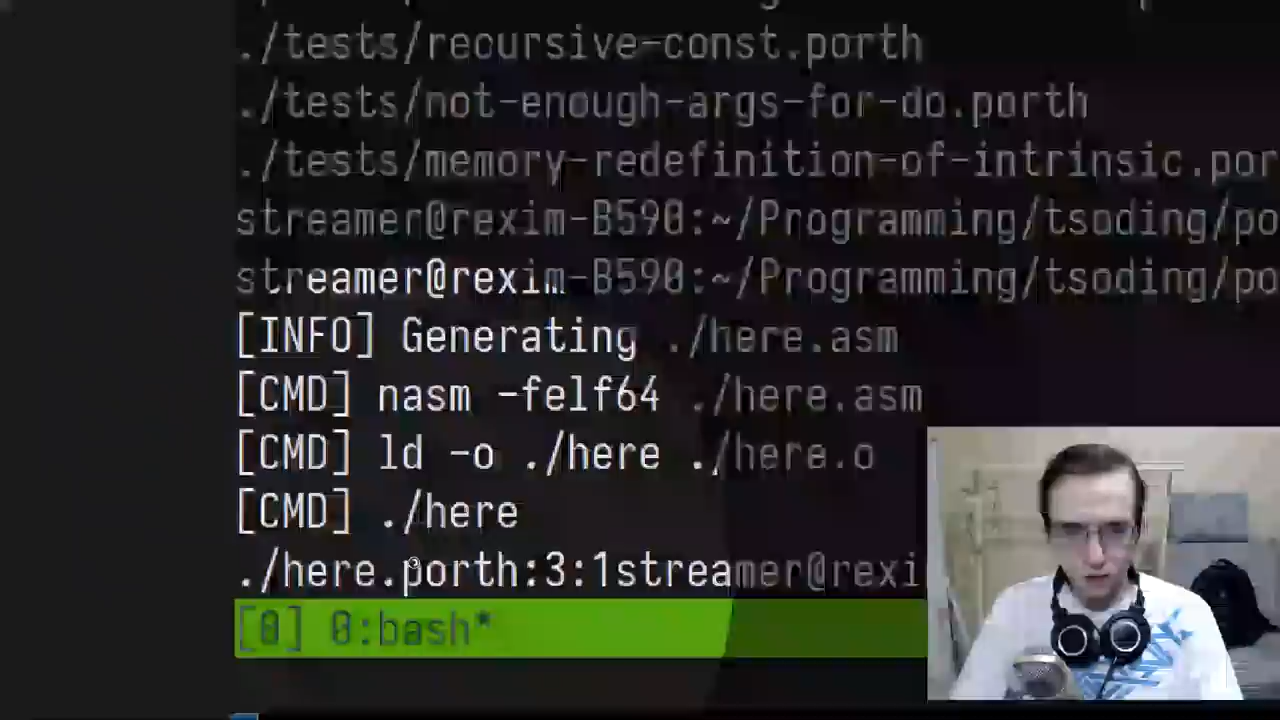 ./tests/recursive-const.porth
./tests/not-enough-args-for-do.porth
./tests/memory-redefinition-of-intrinsic.por
streamer@rexim-B590:~/Programming/tsoding/po
streamer@rexim-B590:~/Programming/tsoding/po
[INFO] Generating ./here.asm
[CMD] nasm -felf64 ./here.asm
[CMD] ld -o ./here ./here.o
[CMD] ./here
./here.porth:3:1streamer@rexi
[0] 0:bash*